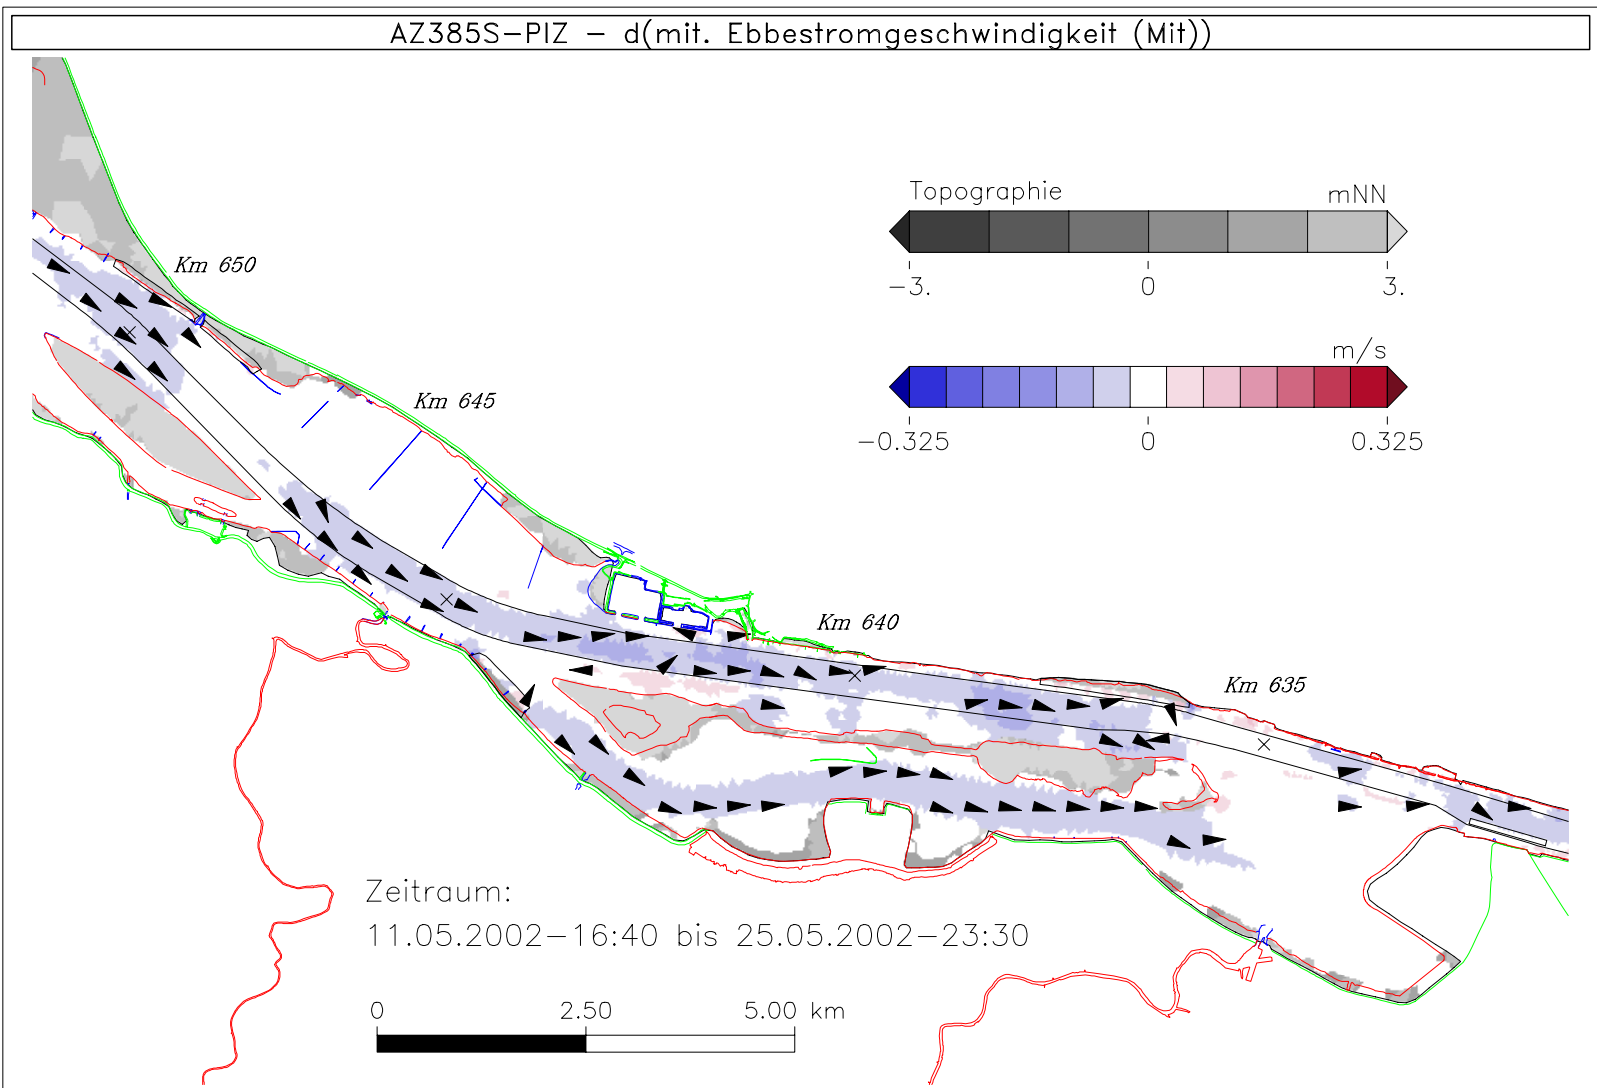 AZ385S-PIZ - d(mit. Ebbestromgeschwindigkeit (Mit))
Topographie mNN
-3. 0 3.
m/s
-0.325 0 0.325
Km 650
Km 645
Km 640
Km 635
Zeitraum:
11.05.2002-16:40 bis 25.05.2002-23:30
0 2.50 5.00 km